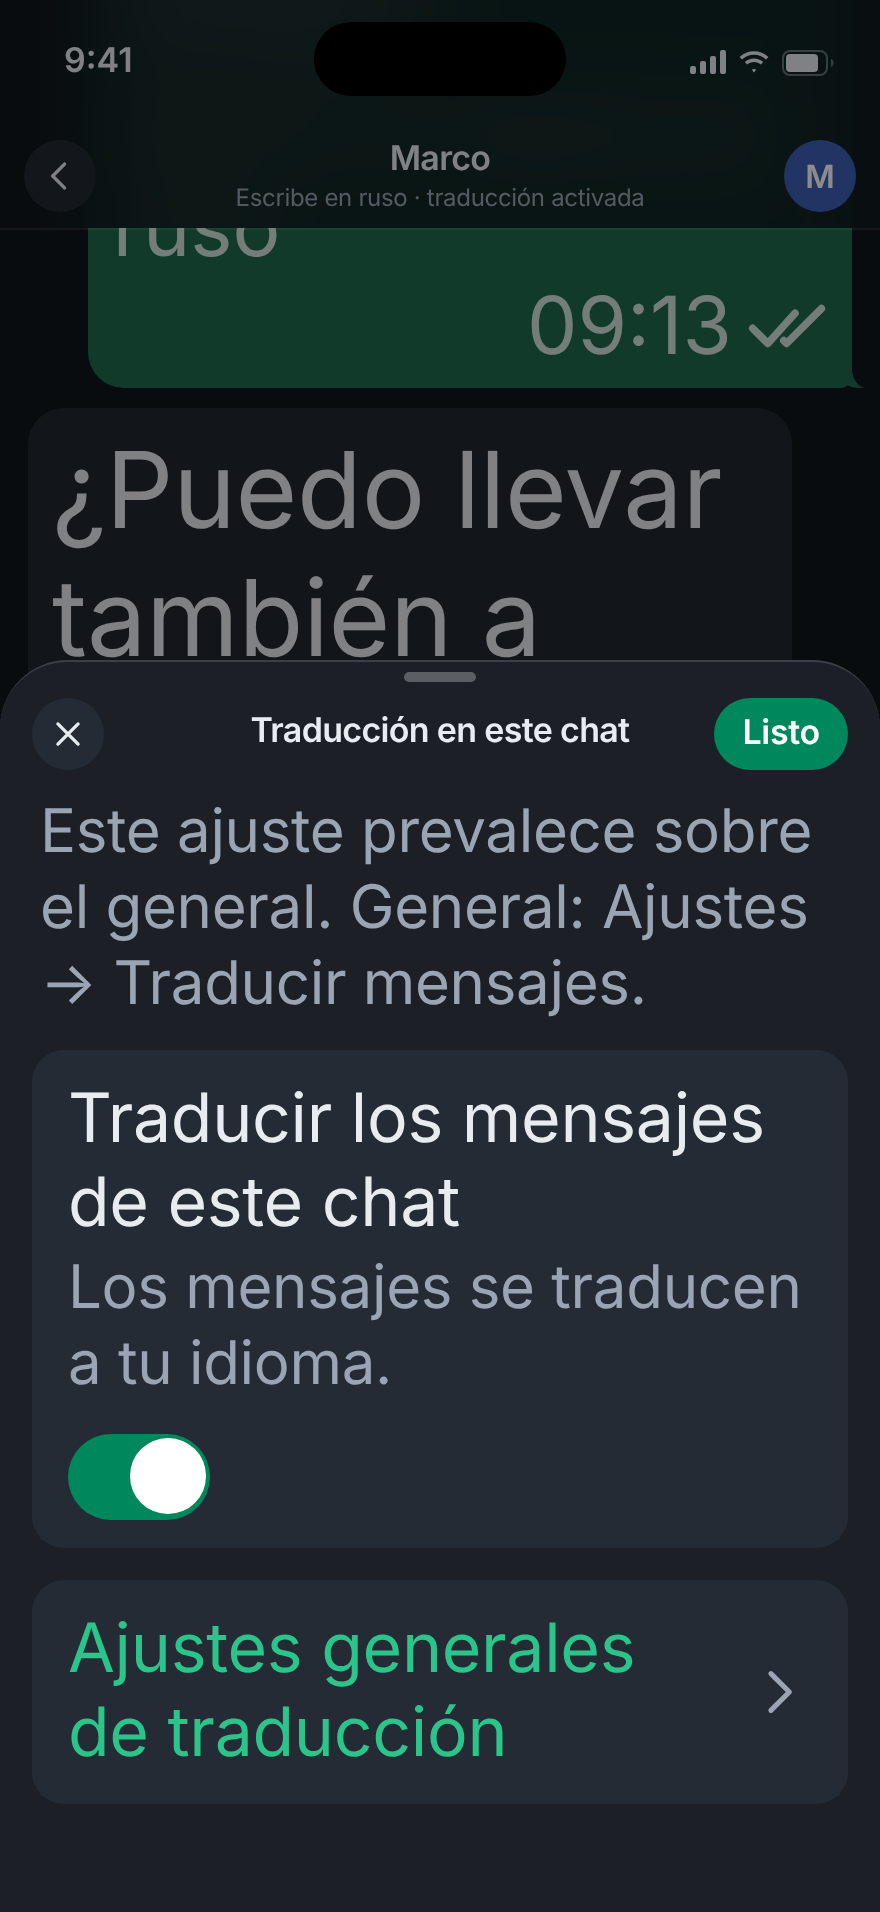 9:41
Marco
M
Escribe en ruso · traducción activada
ruso
09:13
¿Puedo llevar
también a
Traducción en este chat
Listo
Este ajuste prevalece sobre
el general. General: Ajustes
→ Traducir mensajes.
Traducir los mensajes
de este chat
Los mensajes se traducen
a tu idioma.
Ajustes generales
de traducción